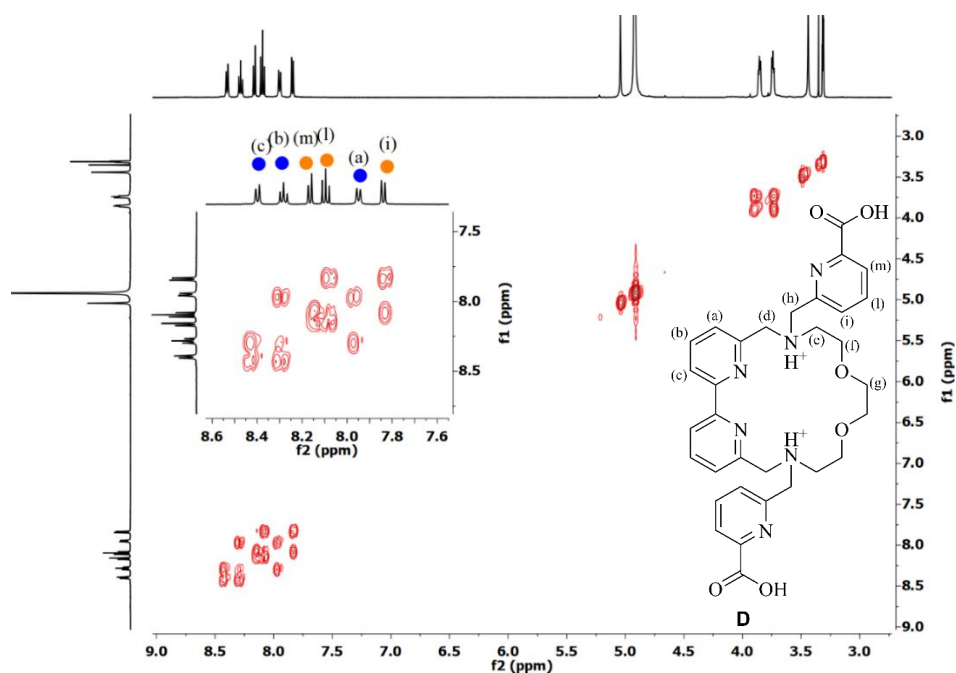 (c) (b) (m) (l) (a) (i)
7.5
8.0
8.5
f1 (ppm)
8.6 8.4 8.2 8.0 7.8 7.6
f2 (ppm)
3.0
3.5
4.0
4.5
5.0
5.5
6.0
6.5
7.0
7.5
8.0
8.5
9.0
f1 (ppm)
9.0 8.5 8.0 7.5 7.0 6.5 6.0 5.5 5.0 4.5 4.0 3.5 3.0
f2 (ppm)
O OH
N (m)
(h) (l)
(a) (d) (i)
(b) N (e) (f)
H⁺
(c) N O
(g)
N H⁺ O
N
N
O OH
D